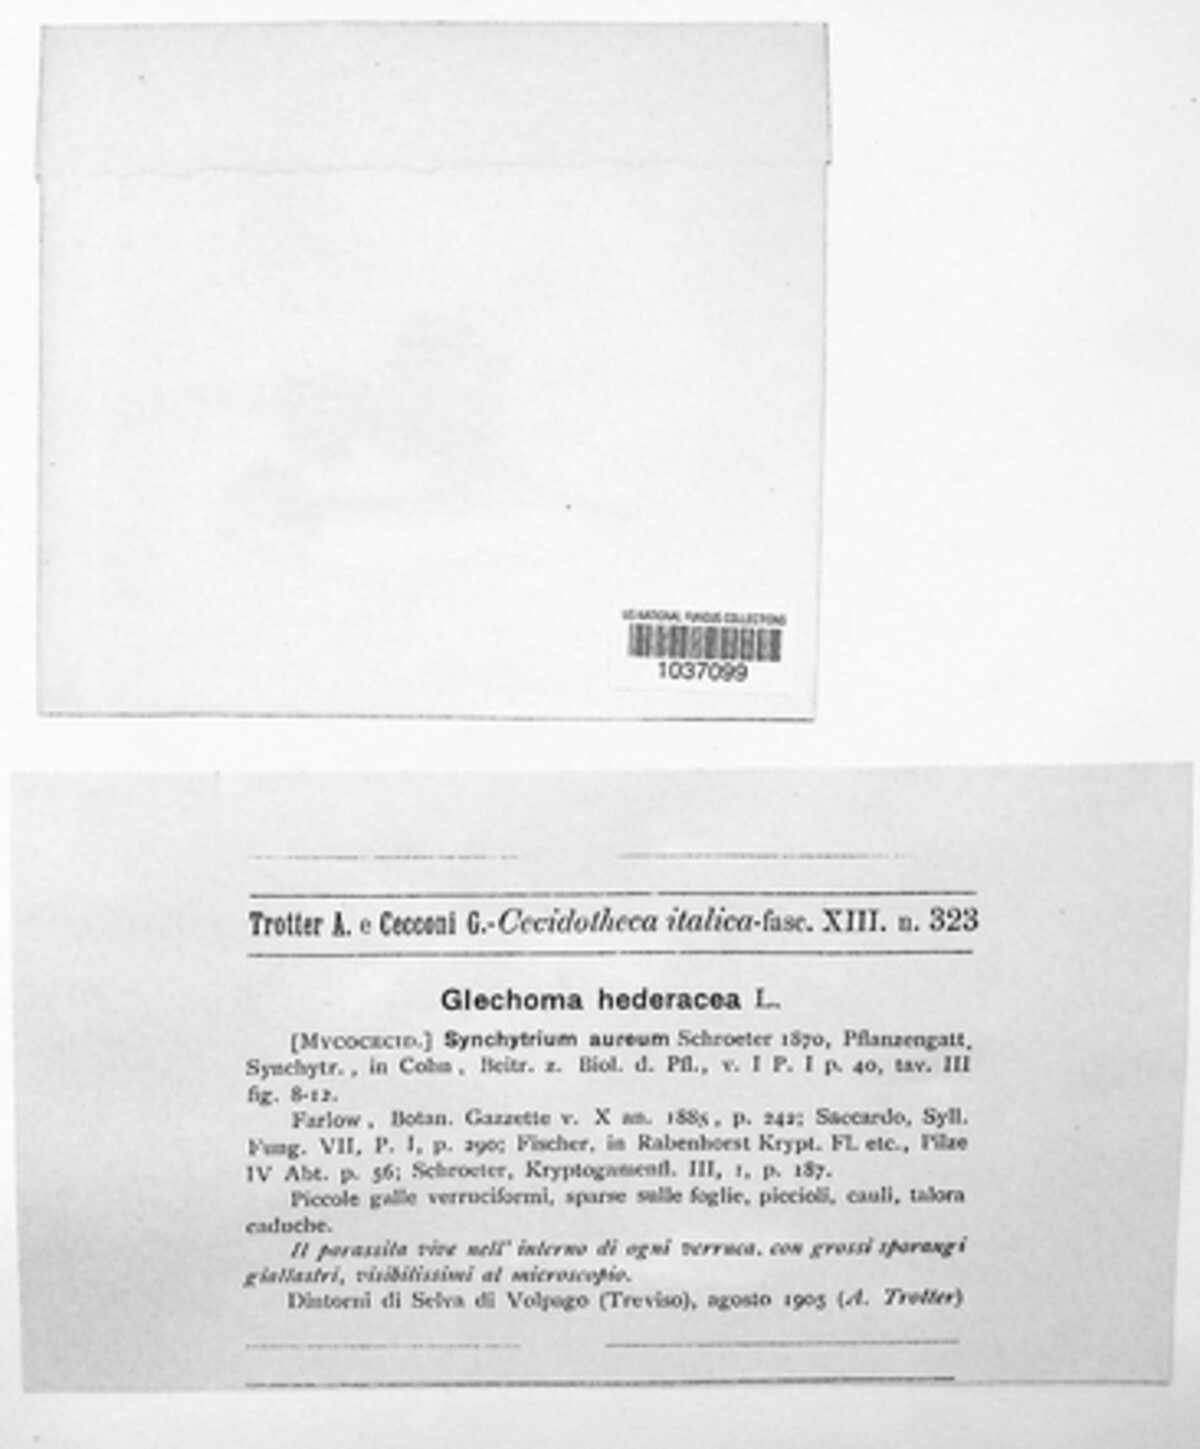 US NATIONAL FUNGUS COLLECTIONS
1037099
Trotter A. e Cecconi G.-Cecidotheca italica-fasc. XIII. n. 323
Glechoma hederacea L.
[MYCOCECID.] Synchytrium aureum Schroeter 1870, Pflanzengatt.
Synchytr., in Cohn, Beitr. z. Biol. d. Pfl., v. I P. I p. 40, tav. III
fig. 8-12.
Farlow, Botan. Gazzette v. X an. 1885, p. 242; Saccardo, Syll.
Fung. VII, P. I, p. 290; Fischer, in Rabenhorst Krypt. Fl. etc., Pilze
IV Abt. p. 56; Schroeter, Kryptogamenfl. III, 1, p. 187.
Piccole galle verruciformi, sparse sulle foglie, piccioli, cauli, talora
caduche.
Il parassita vive nell' interno di ogni verruca, con grossi sporangi
giallastri, visibilissimi al microscopio.
Dintorni di Selva di Volpago (Treviso), agosto 1905 (A. Trotter)